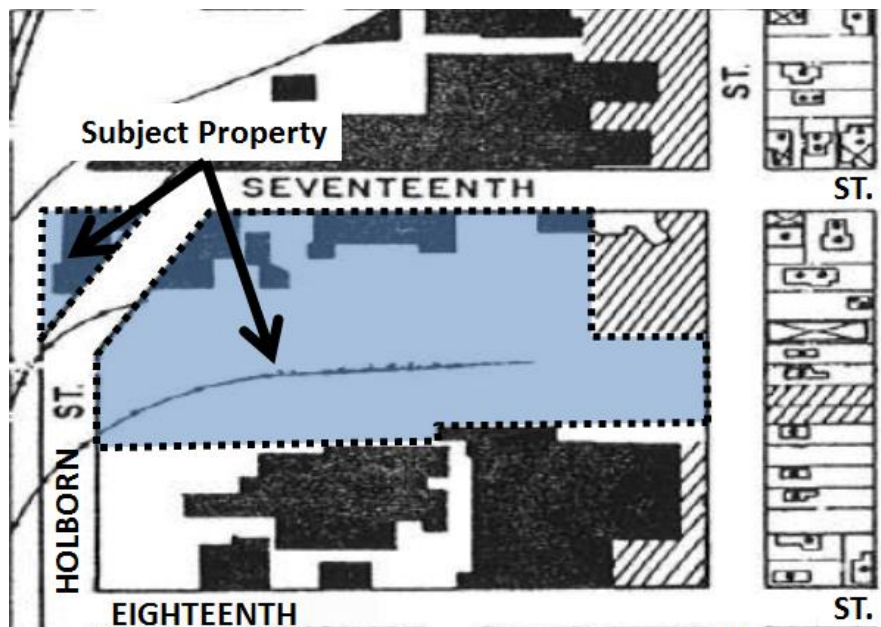 ST.
Subject Property
SEVENTEENTH ST.
HOLBORN ST.
EIGHTEENTH ST.